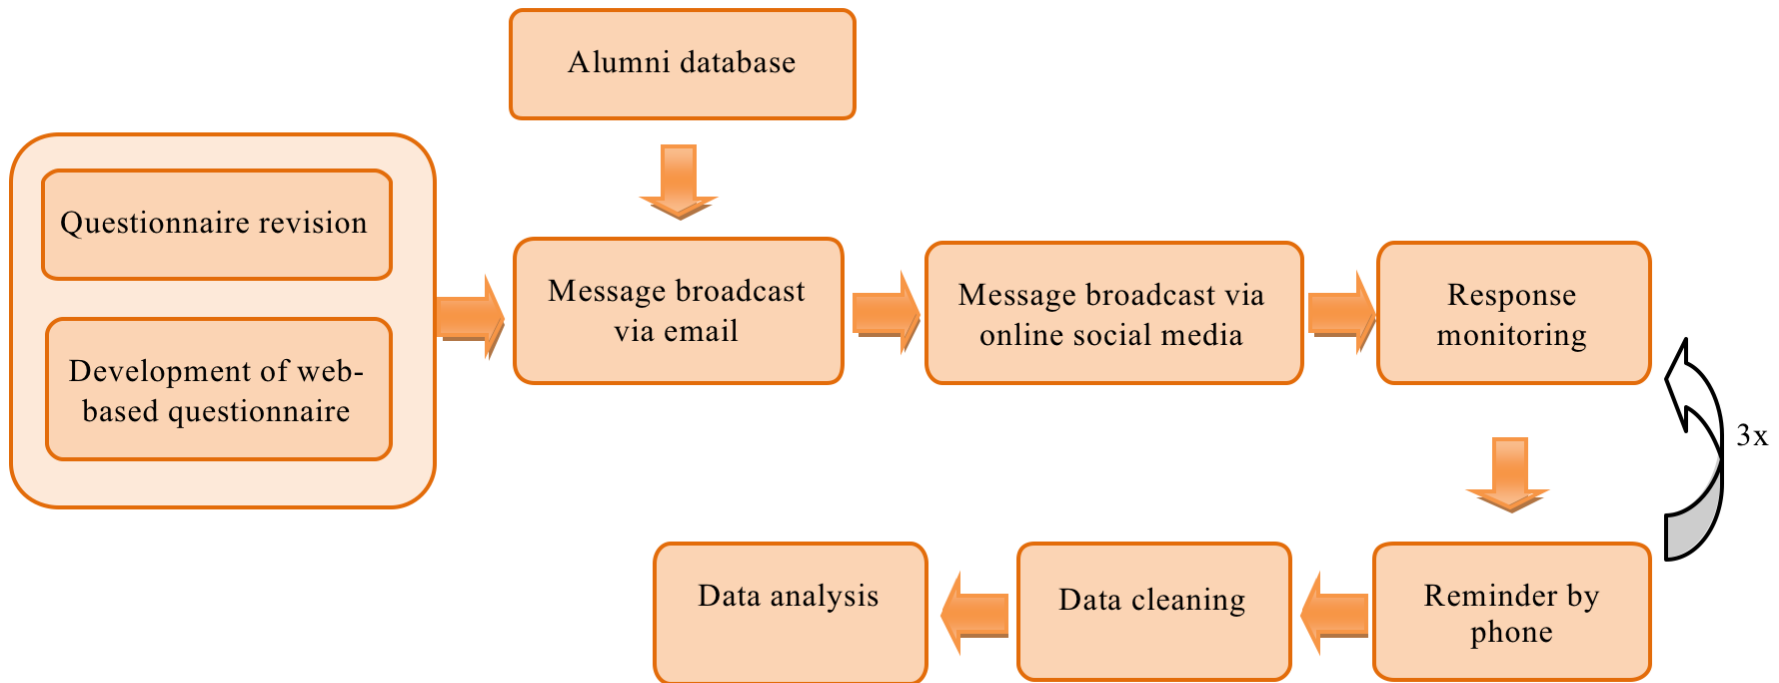 Alumni database
Questionnaire revision
Development of web-
based questionnaire
Message broadcast
via email
Message broadcast via
online social media
Response
monitoring
3x
Reminder by
phone
Data cleaning
Data analysis